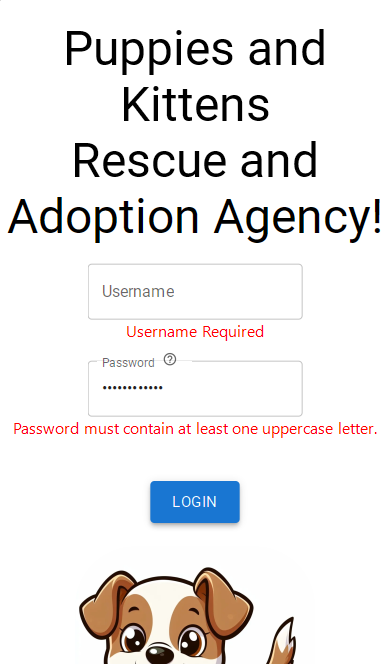 Puppies and
Kittens
Rescue and
Adoption Agency!
Username
Username Required
Password
••••••••••••
Password must contain at least one uppercase letter.
LOGIN